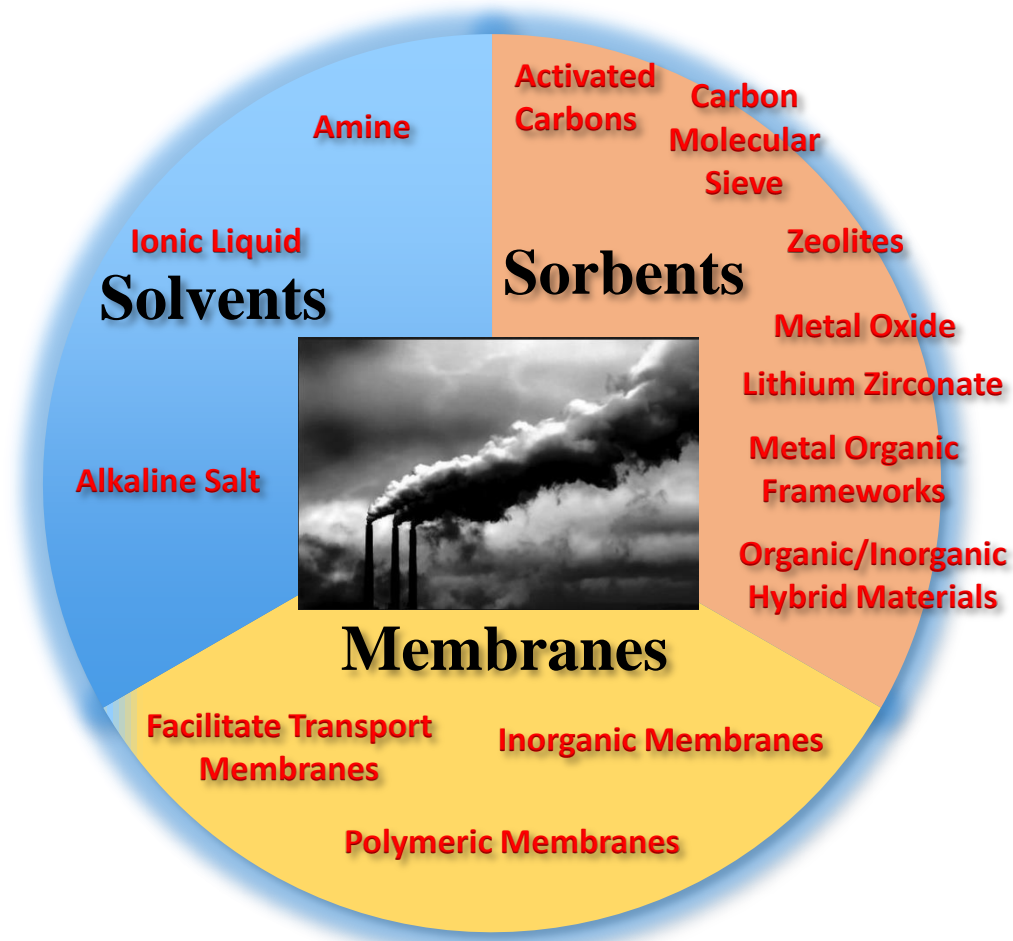 Solvents
Amine
Ionic Liquid
Alkaline Salt
Sorbents
Activated
Carbons
Carbon
Molecular
Sieve
Zeolites
Metal Oxide
Lithium Zirconate
Metal Organic
Frameworks
Organic/Inorganic
Hybrid Materials
Membranes
Facilitate Transport
Membranes
Inorganic Membranes
Polymeric Membranes